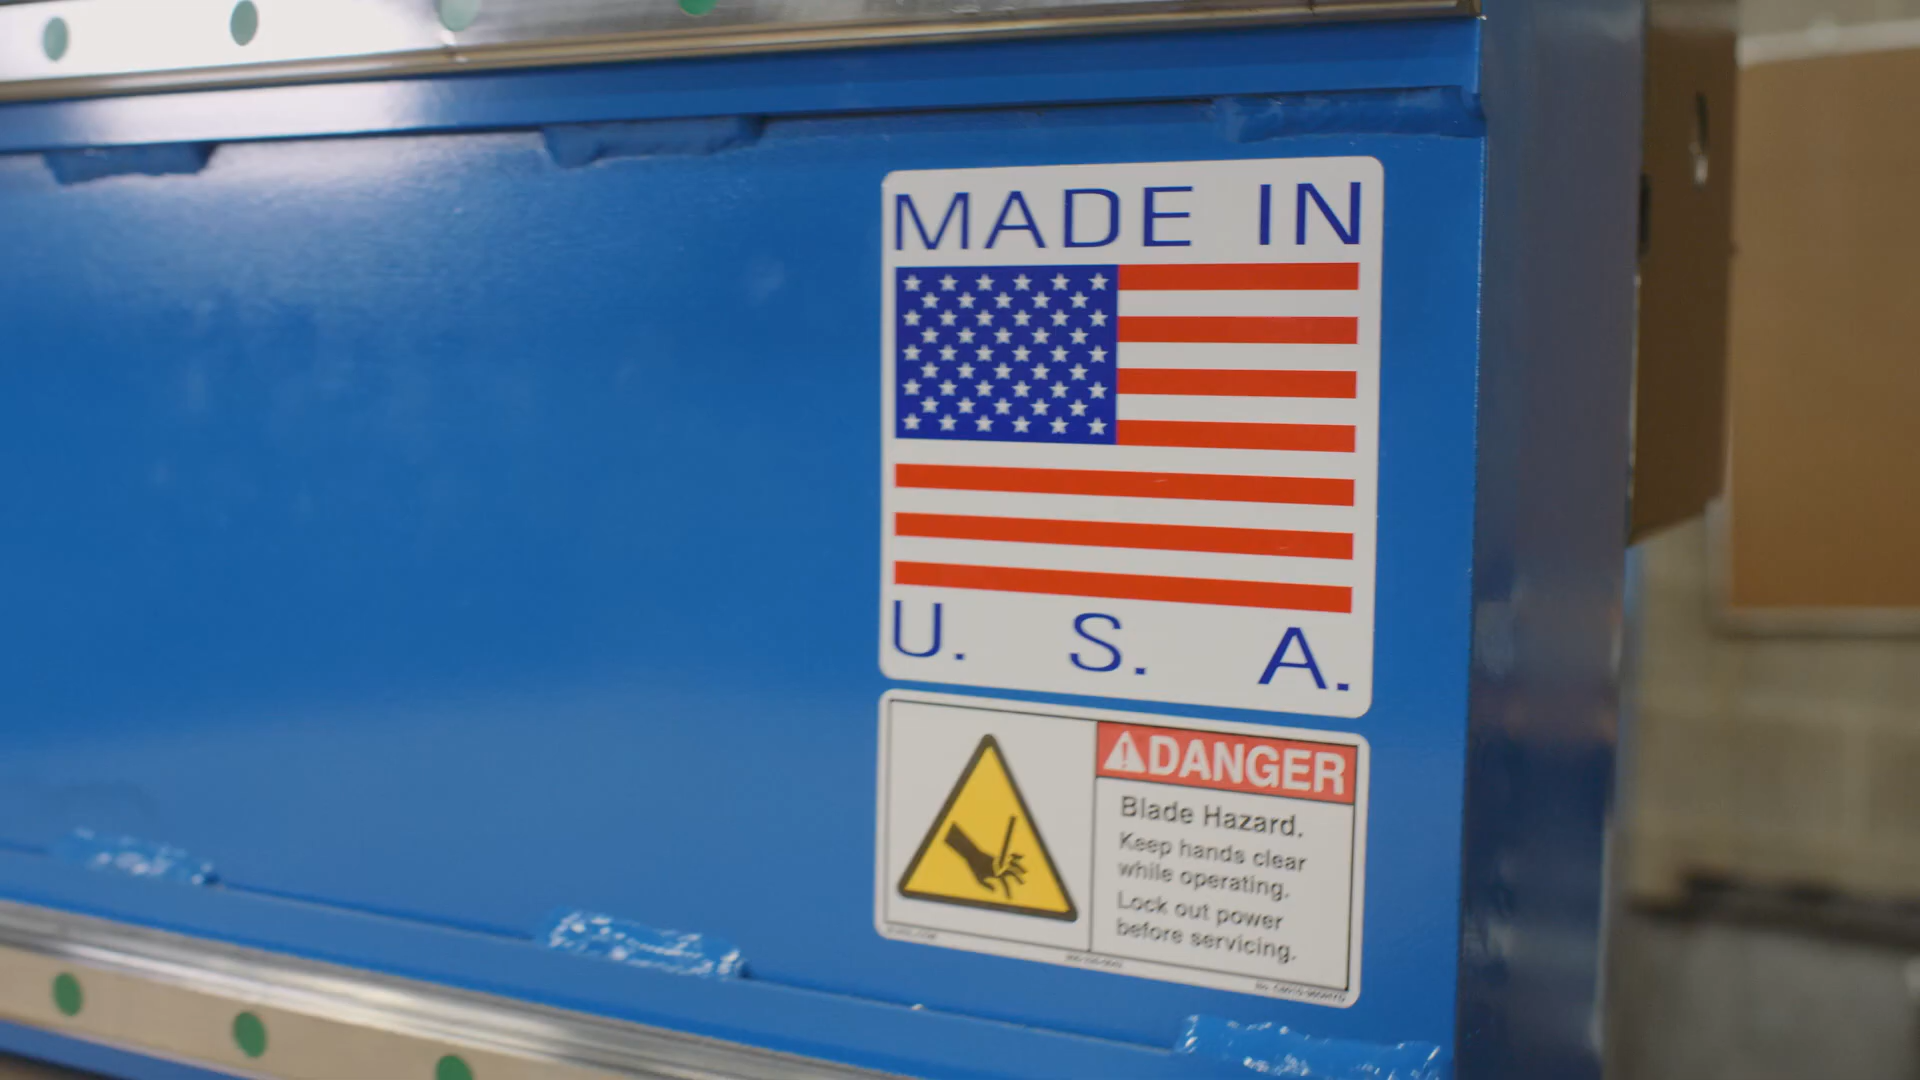 MADE IN
U. S. A.
DANGER
Blade Hazard.
Keep hands clear
while operating.
Lock out power
before servicing.